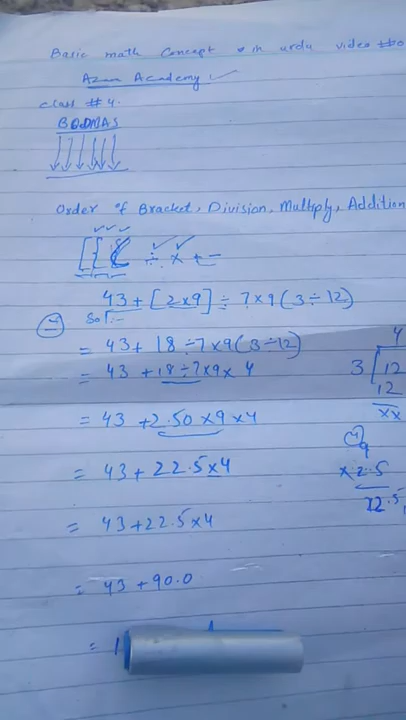 Basic math Concept in urdu video
Azam Academy
class # 4.
BODMAS
Order of Bracket, Division, Multiply, Addition
[ { ( ÷ × + -
43 + [2×9] ÷ 7×9(3÷12)
Sol:-
= 43 + 18 ÷7×9(3÷12)
= 43 + 18÷7×9×4
= 43 + 2.50 ×9 ×4
= 43 + 22.5×4
= 43 + 22.5 × 4
= 43 + 90.0
= 1
4
3 12
12
xx
9
× 2.5
22.5